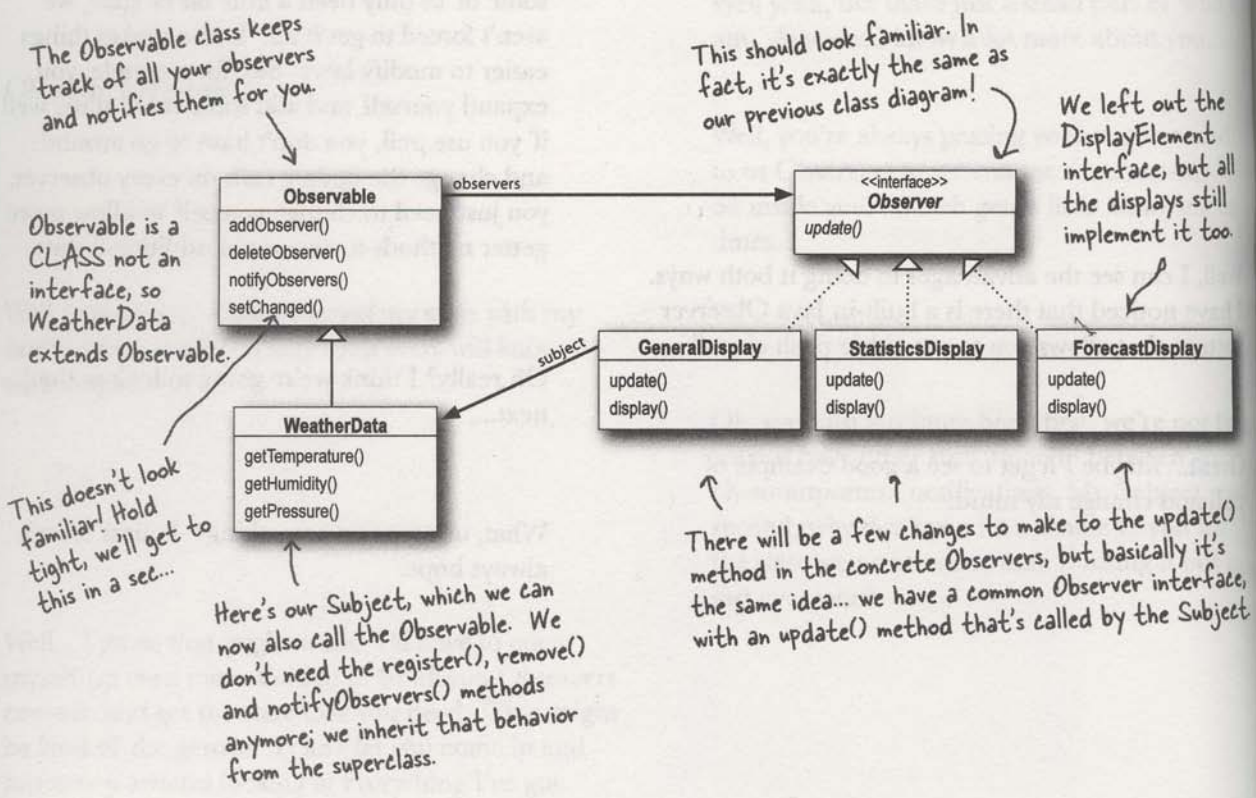 The Observable class keeps
track of all your observers
and notifies them for you.
This should look familiar. In
fact, it's exactly the same as
our previous class diagram!
We left out the
DisplayElement
interface, but all
the displays still
implement it too.
Observable is a
CLASS not an
interface, so
WeatherData
extends Observable.
Observable
addObserver()
deleteObserver()
notifyObservers()
setChanged()
observers
<<interface>>
Observer
update()
subject
GeneralDisplay
update()
display()
StatisticsDisplay
update()
display()
ForecastDisplay
update()
display()
WeatherData
getTemperature()
getHumidity()
getPressure()
This doesn't look
familiar! Hold
tight, we'll get to
this in a sec...
Here's our Subject, which we can
now also call the Observable. We
don't need the register(), remove()
and notifyObservers() methods
anymore; we inherit that behavior
from the superclass.
There will be a few changes to make to the update()
method in the concrete Observers, but basically it's
the same idea... we have a common Observer interface,
with an update() method that's called by the Subject